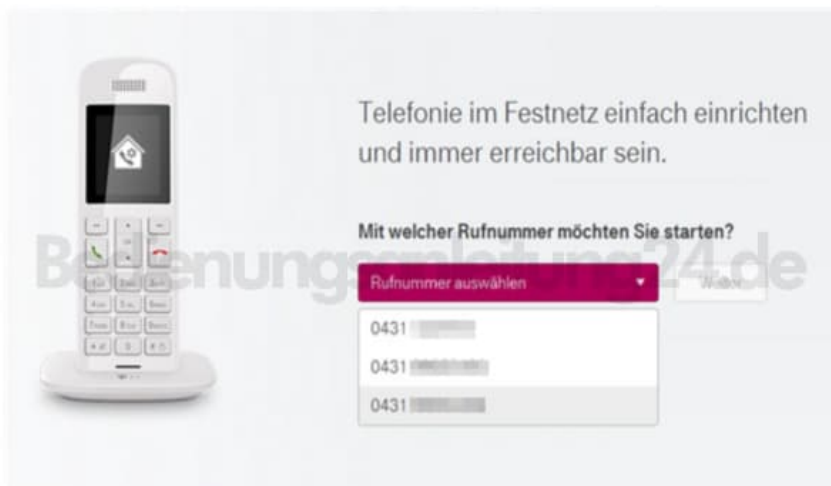 Telefonie im Festnetz einfach einrichten
und immer erreichbar sein.
Mit welcher Rufnummer möchten Sie starten?
Bedienungsanleitung24.de
Rufnummer auswählen
Weiter
0431
0431
0431